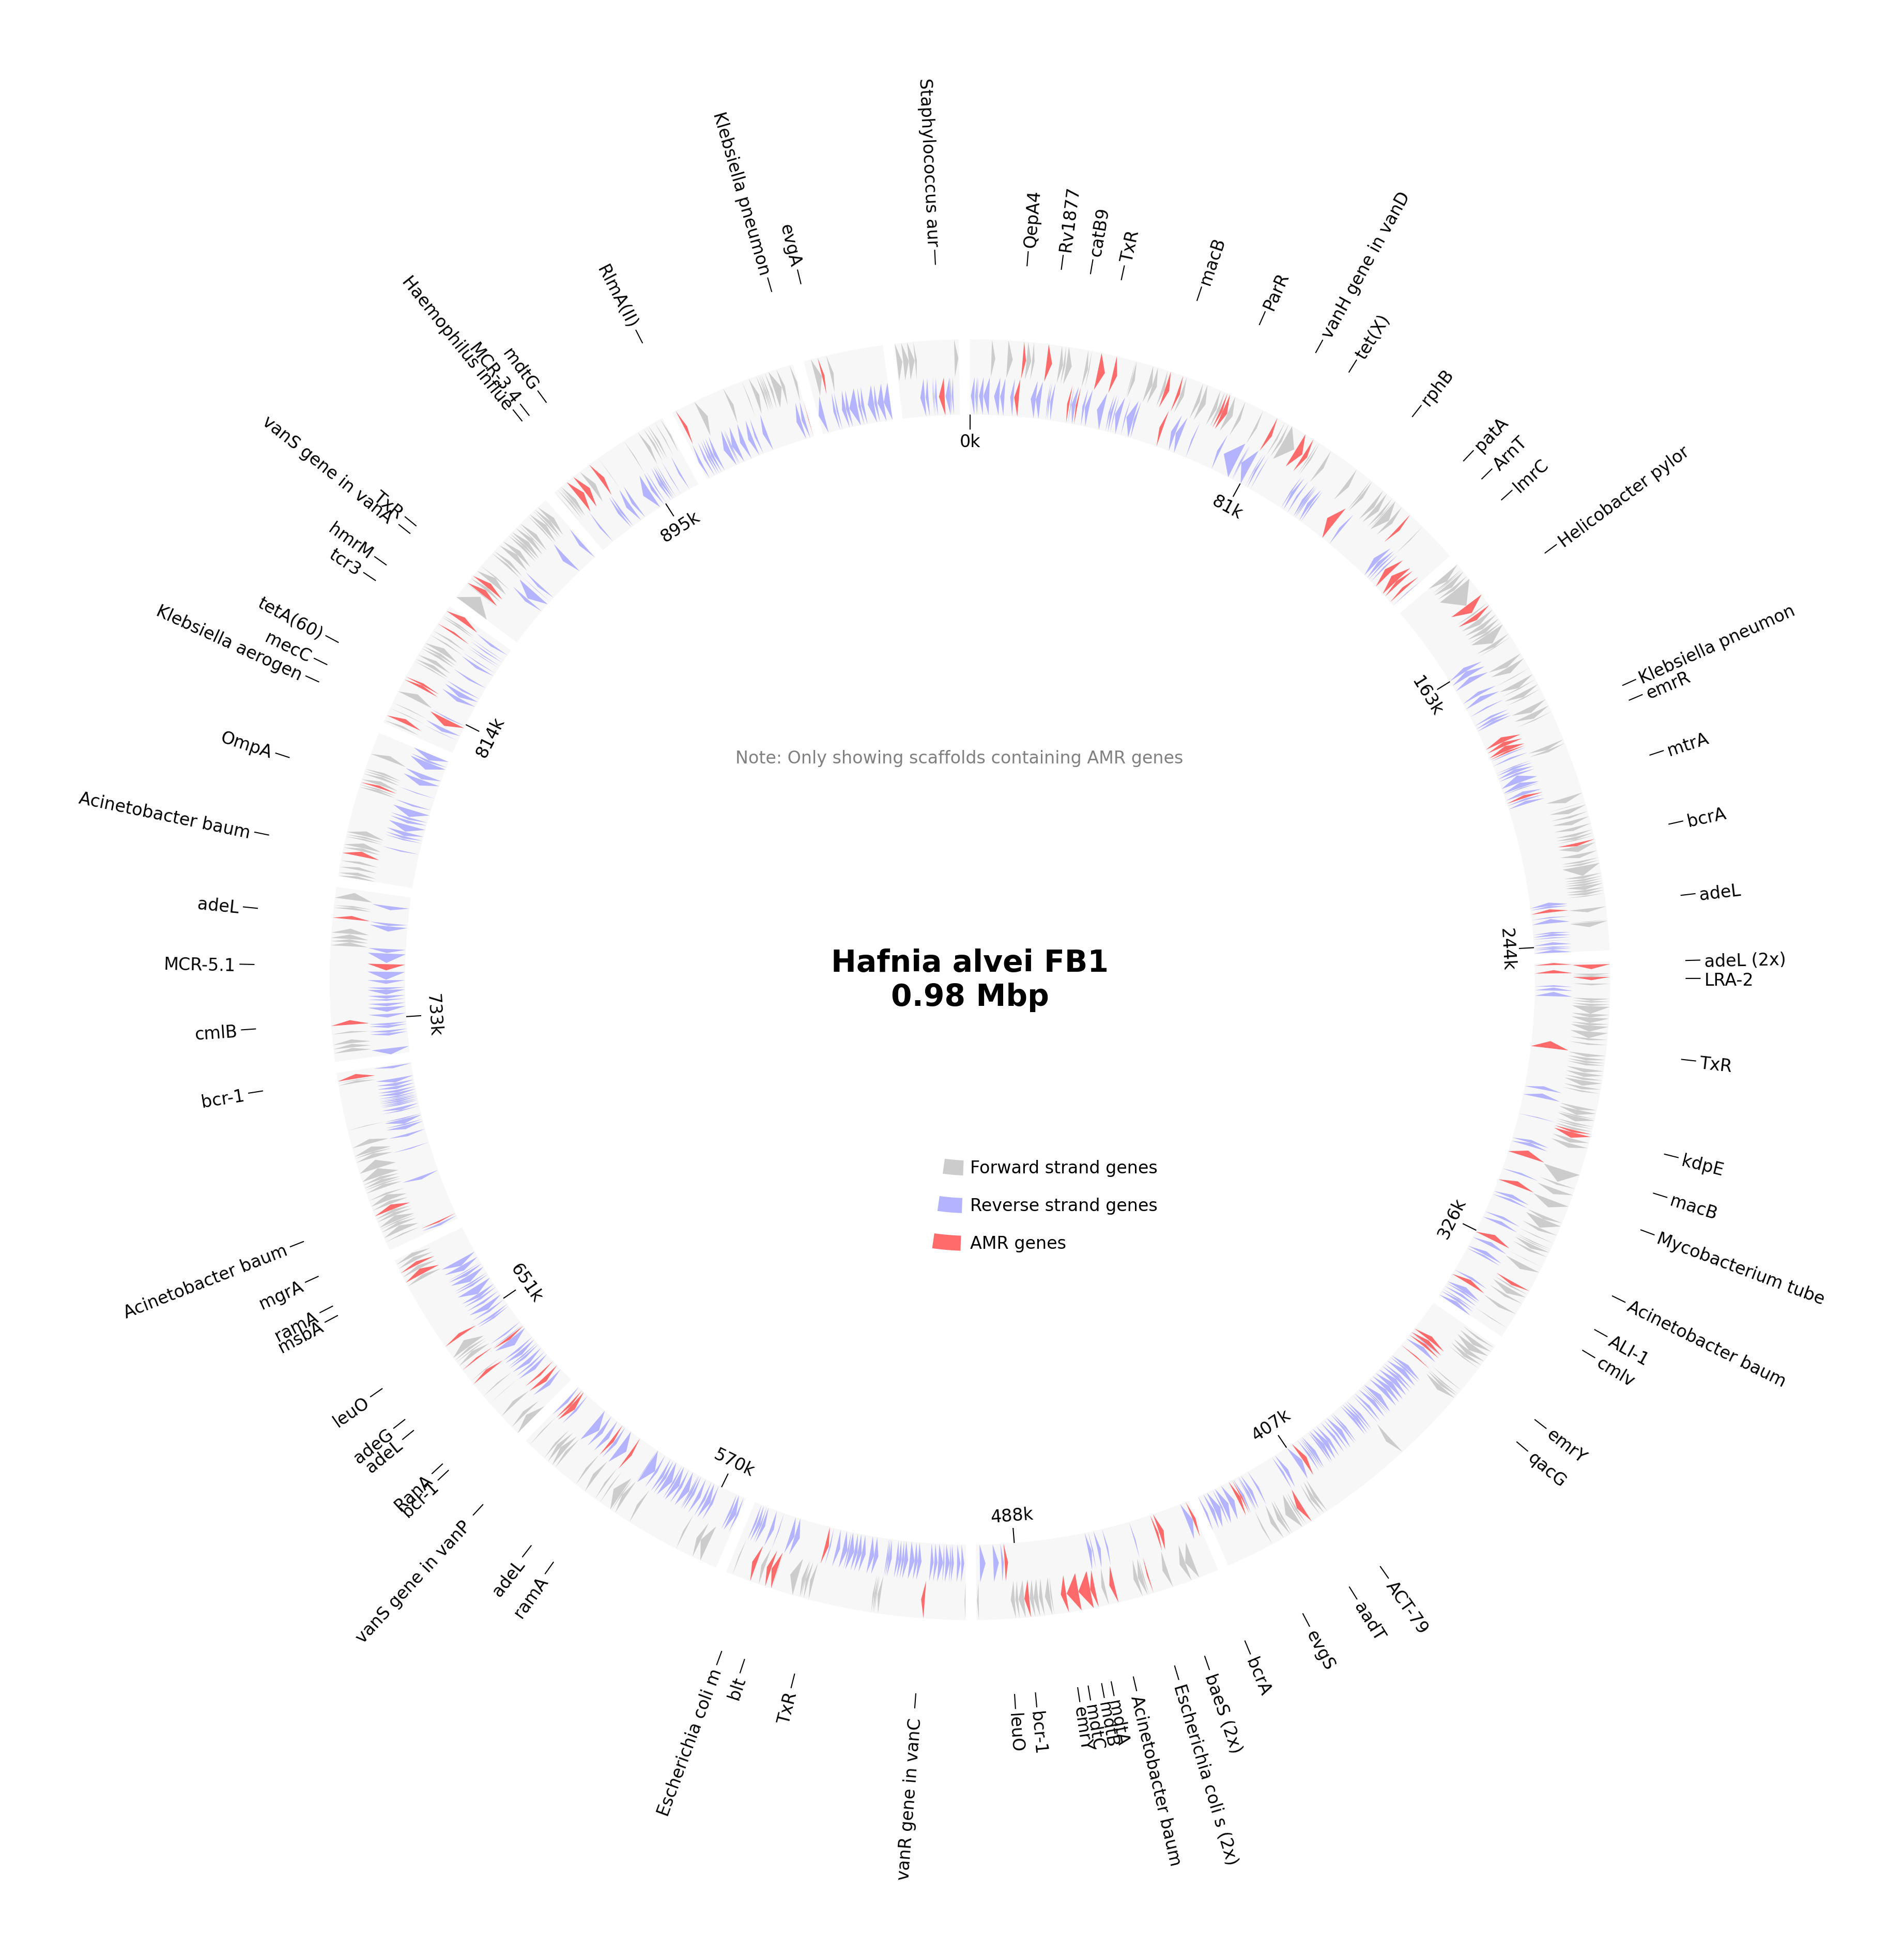 Staphylococcus aur
QepA4
Rv1877
catB9
TxR
macB
ParR
vanH gene in vanD
tet(X)
rphB
patA
ArnT
lmrC
Helicobacter pylor
Klebsiella pneumon
emrR
mtrA
bcrA
adeL
adeL (2x)
LRA-2
TxR
kdpE
macB
Mycobacterium tube
Acinetobacter baum
ALI-1
cmlv
emrY
qacG
ACT-79
aadT
evgS
bcrA
baeS (2x)
Escherichia coli s (2x)
Acinetobacter baum
mdtA
mdtB
mdtC
emrY
bcr-1
leuO
vanR gene in vanC
TxR
blt
Escherichia coli m
ramA
adeL
vanS gene in vanP
bcr-1
RanA
adeL
adeG
leuO
msbA
ramA
mgrA
Acinetobacter baum
bcr-1
cmlB
MCR-5.1
adeL
Acinetobacter baum
OmpA
Klebsiella aerogen
mecC
tetA(60)
tcr3
hmrM
vanS gene in vanA
TxR
Haemophilus influe
MCR-3.4
mdtG
RlmA(II)
Klebsiella pneumon
evgA
0k
81k
163k
244k
326k
407k
488k
570k
651k
733k
814k
895k
Note: Only showing scaffolds containing AMR genes
Hafnia alvei FB1
0.98 Mbp
Forward strand genes
Reverse strand genes
AMR genes